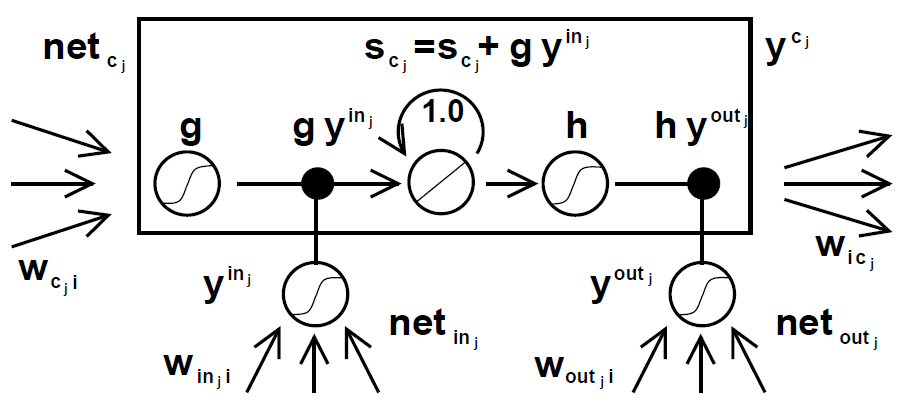 net c j
s c j = s c j + g y in j
y c j
g
g y in j
1.0
h
h y out j
w c j i
w i c j
y in j
net in j
y out j
net out j
w in j i
w out j i